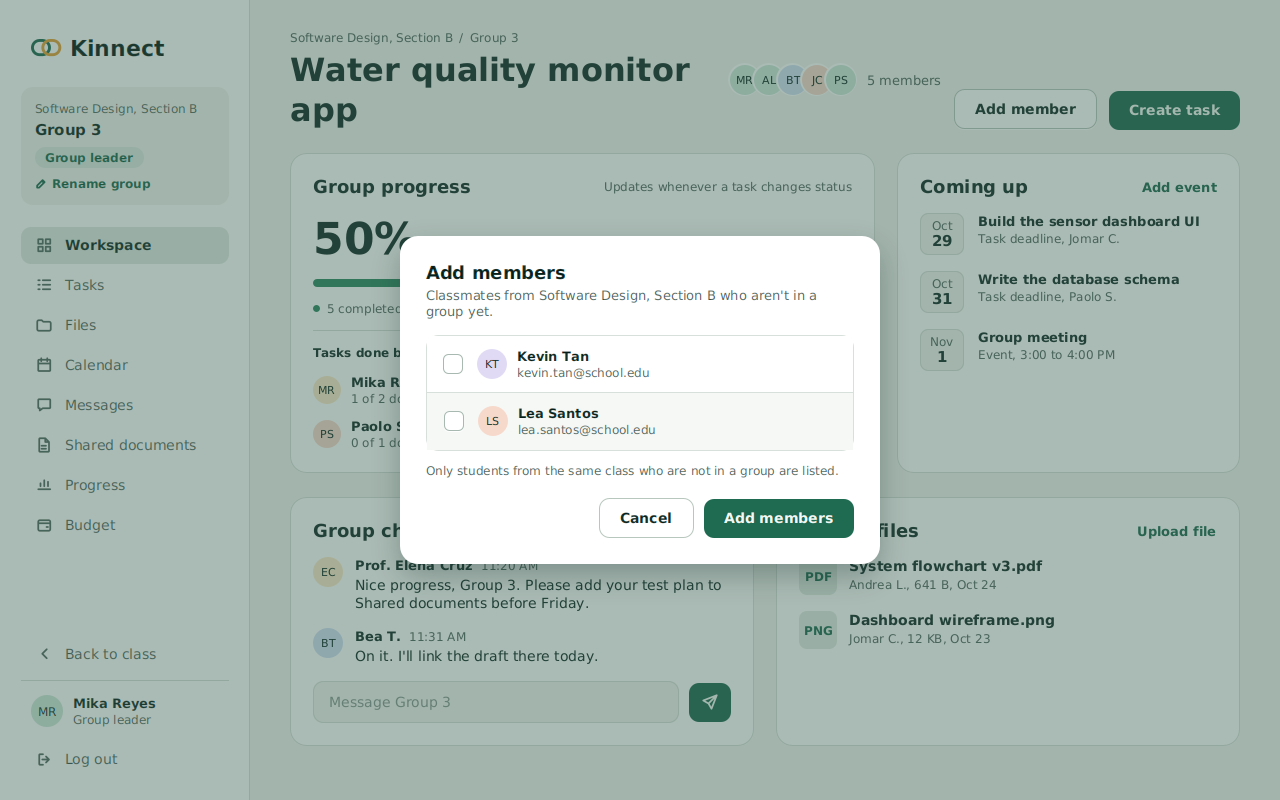 Kinnect
Software Design, Section B
Group 3
Group leader
Rename group
Workspace
Tasks
Files
Calendar
Messages
Shared documents
Progress
Budget
Back to class
MR
Mika Reyes
Group leader
Log out
Software Design, Section B / Group 3
Water quality monitor
app
MR AL BT JC PS 5 members
Add member
Create task
Group progress
Updates whenever a task changes status
50%
5 completed
Tasks done
MR
Mika
1 of 2
PS
Paolo
0 of 1
Coming up
Add event
Oct
29
Build the sensor dashboard UI
Task deadline, Jomar C.
Oct
31
Write the database schema
Task deadline, Paolo S.
Nov
1
Group meeting
Event, 3:00 to 4:00 PM
Add members
Classmates from Software Design, Section B who aren't in a
group yet.
KT
Kevin Tan
kevin.tan@school.edu
LS
Lea Santos
lea.santos@school.edu
Only students from the same class who are not in a group are listed.
Cancel
Add members
Group
EC
Prof. Elena Cruz 11:20 AM
Nice progress, Group 3. Please add your test plan to
Shared documents before Friday.
BT
Bea T. 11:31 AM
On it. I'll link the draft there today.
Message Group 3
files
Upload file
PDF
System flowchart v3.pdf
Andrea L., 641 B, Oct 24
PNG
Dashboard wireframe.png
Jomar C., 12 KB, Oct 23